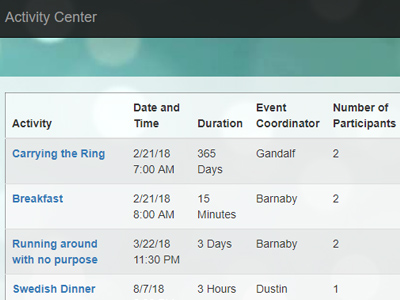 Activity Center
Date and Event Number of
Activity Time Duration Coordinator Participants
Carrying the Ring 2/21/18 365 Gandalf 2
7:00 AM Days
Breakfast 2/21/18 15 Barnaby 2
8:00 AM Minutes
Running around 3/22/18 3 Days Barnaby 2
with no purpose 11:30 PM
Swedish Dinner 8/7/18 3 Hours Dustin 1